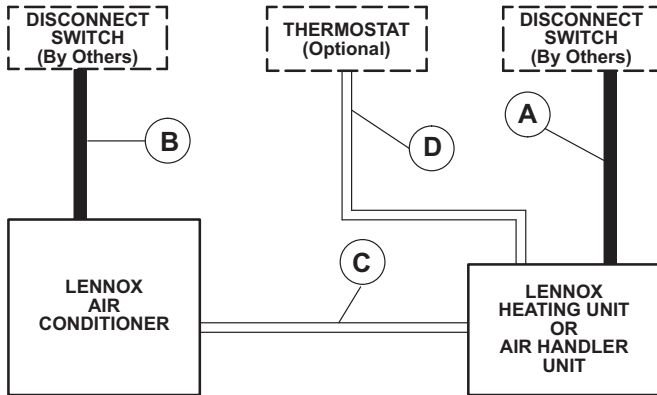 DISCONNECT
SWITCH
(By Others)
THERMOSTAT
(Optional)
DISCONNECT
SWITCH
(By Others)
B
D
A
C
LENNOX
AIR
CONDITIONER
LENNOX
HEATING UNIT
OR
AIR HANDLER
UNIT